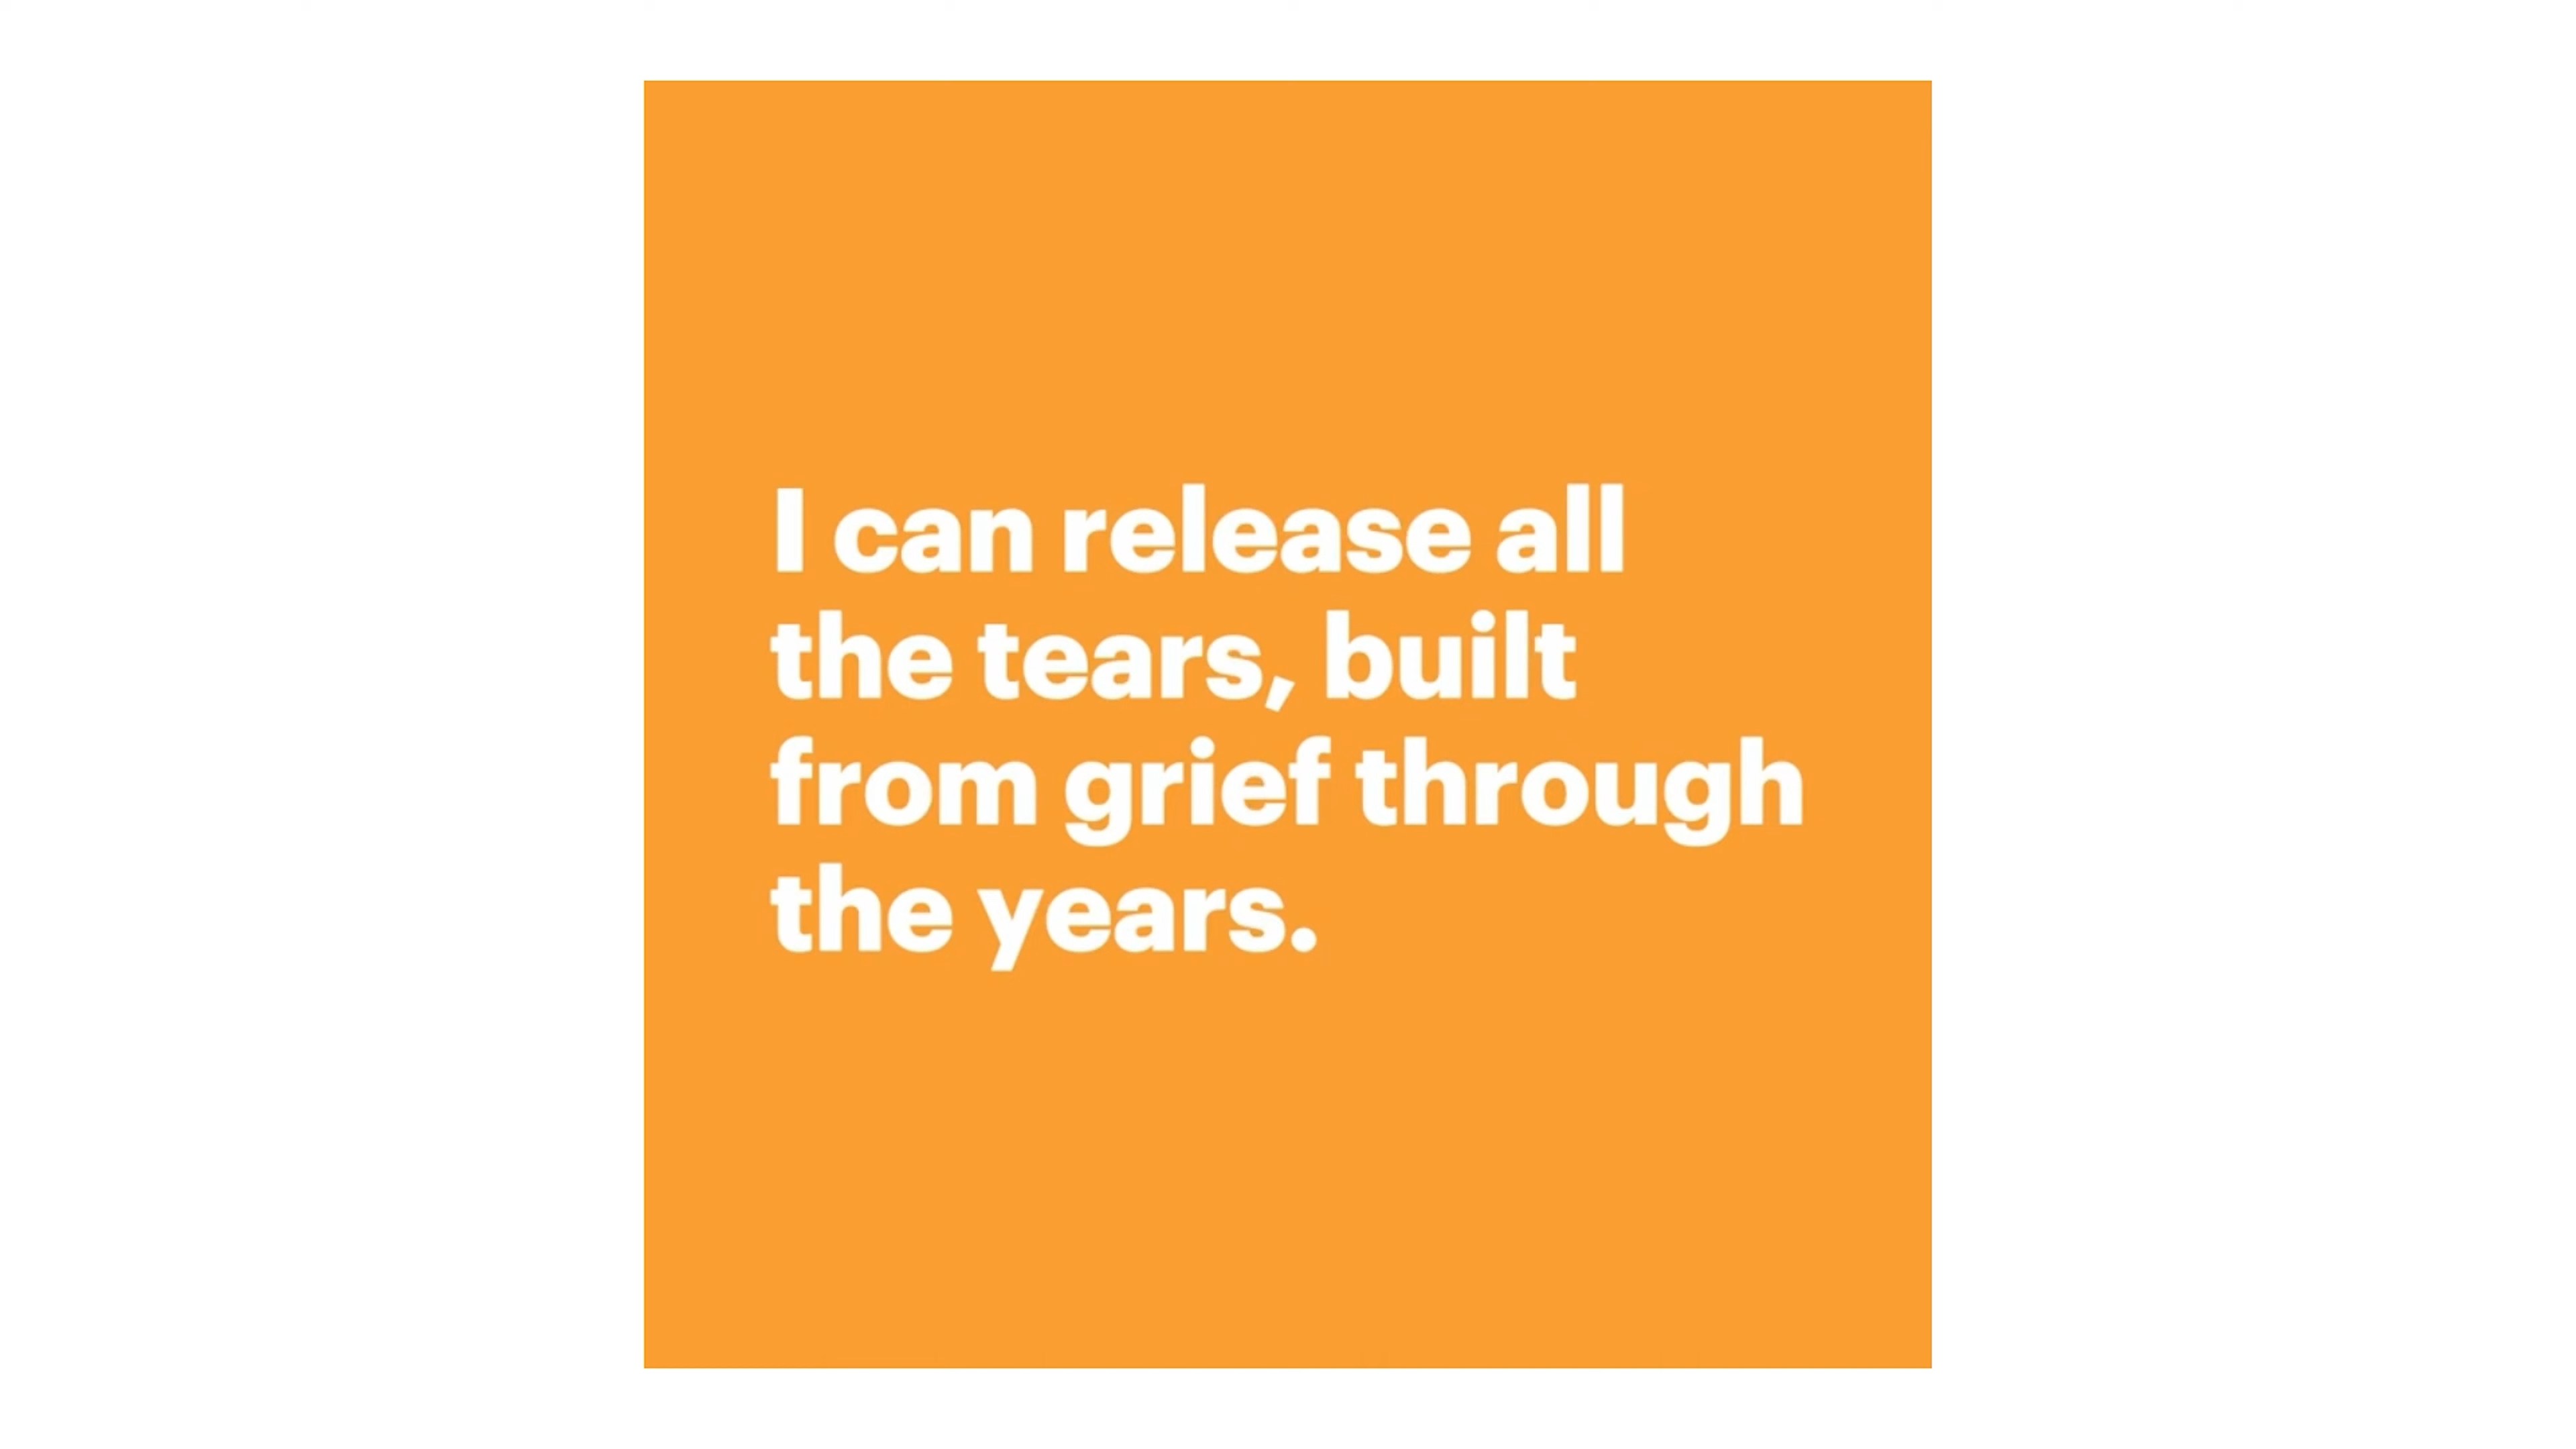 I can release all
the tears, built
from grief through
the years.